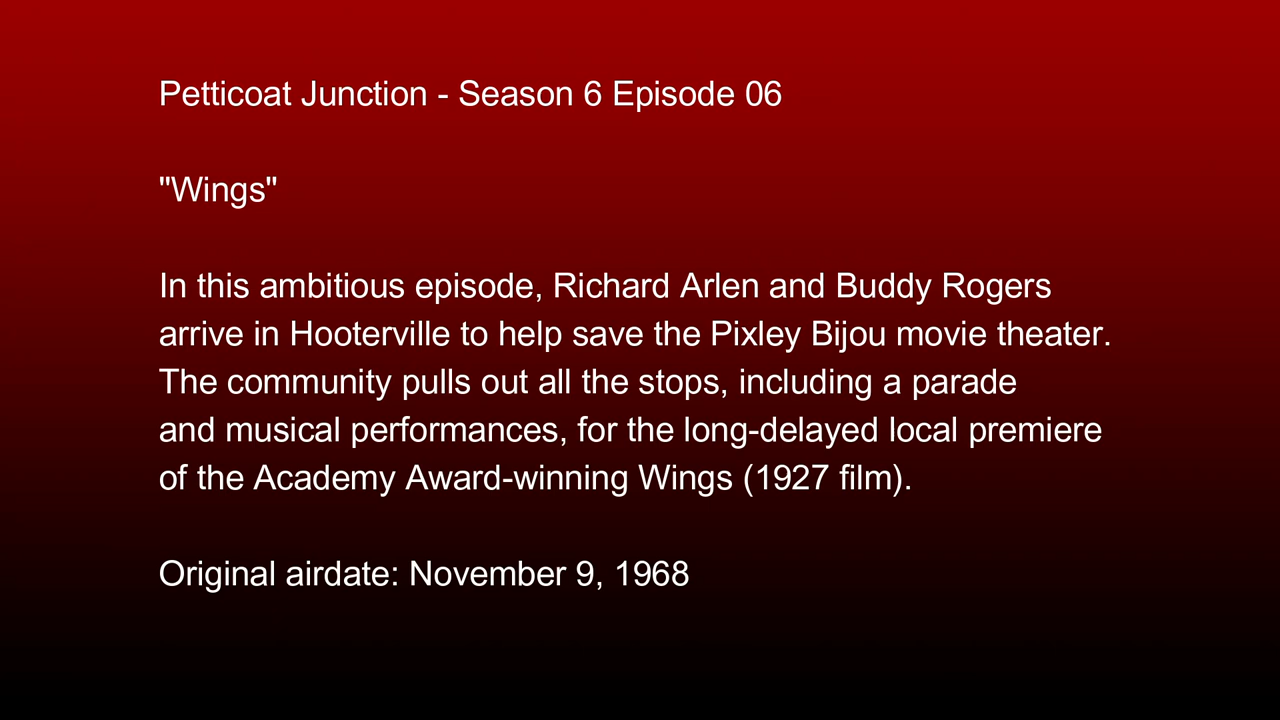 Petticoat Junction - Season 6 Episode 06
"Wings"
In this ambitious episode, Richard Arlen and Buddy Rogers
arrive in Hooterville to help save the Pixley Bijou movie theater.
The community pulls out all the stops, including a parade
and musical performances, for the long-delayed local premiere
of the Academy Award-winning Wings (1927 film).
Original airdate: November 9, 1968